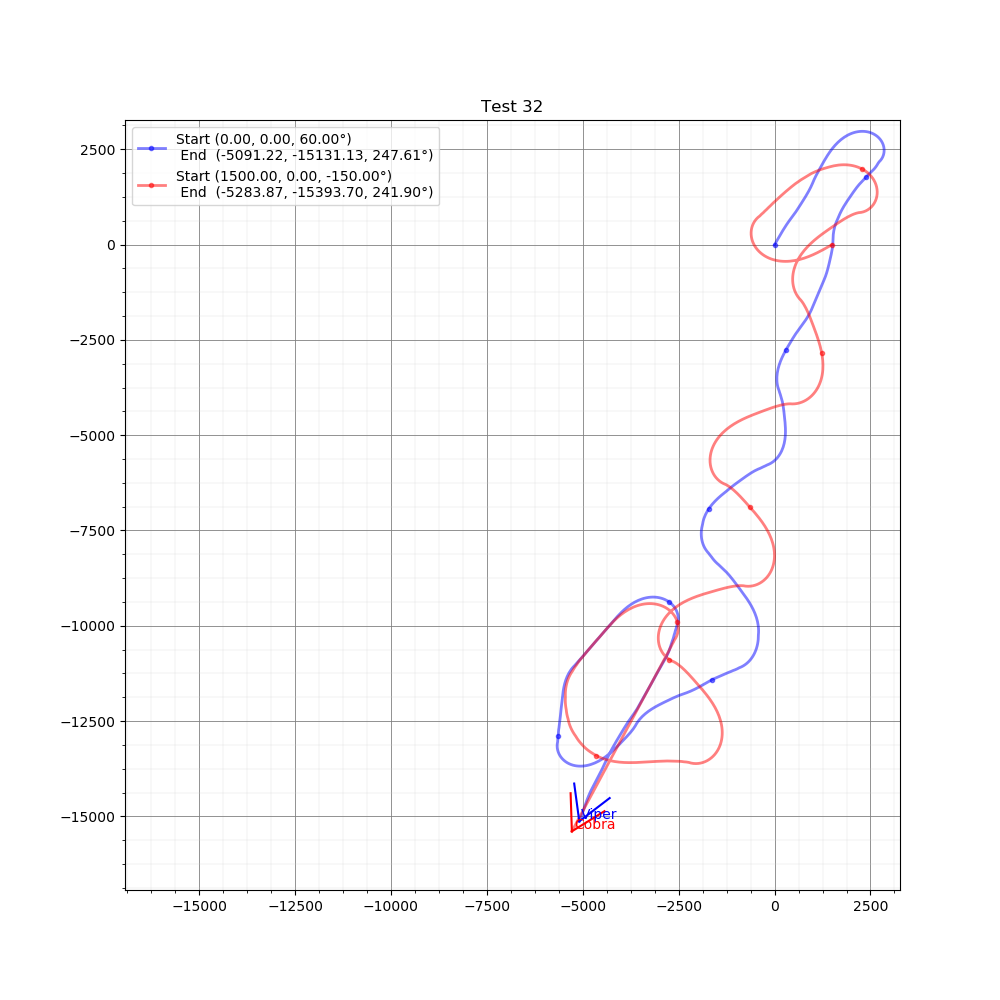 Test 32
Start (0.00, 0.00, 60.00°)
End (-5091.22, -15131.13, 247.61°)
Start (1500.00, 0.00, -150.00°)
End (-5283.87, -15393.70, 241.90°)
2500
0
−2500
−5000
−7500
−10000
−12500
−15000
Viper
Cobra
−15000 −12500 −10000 −7500 −5000 −2500 0 2500